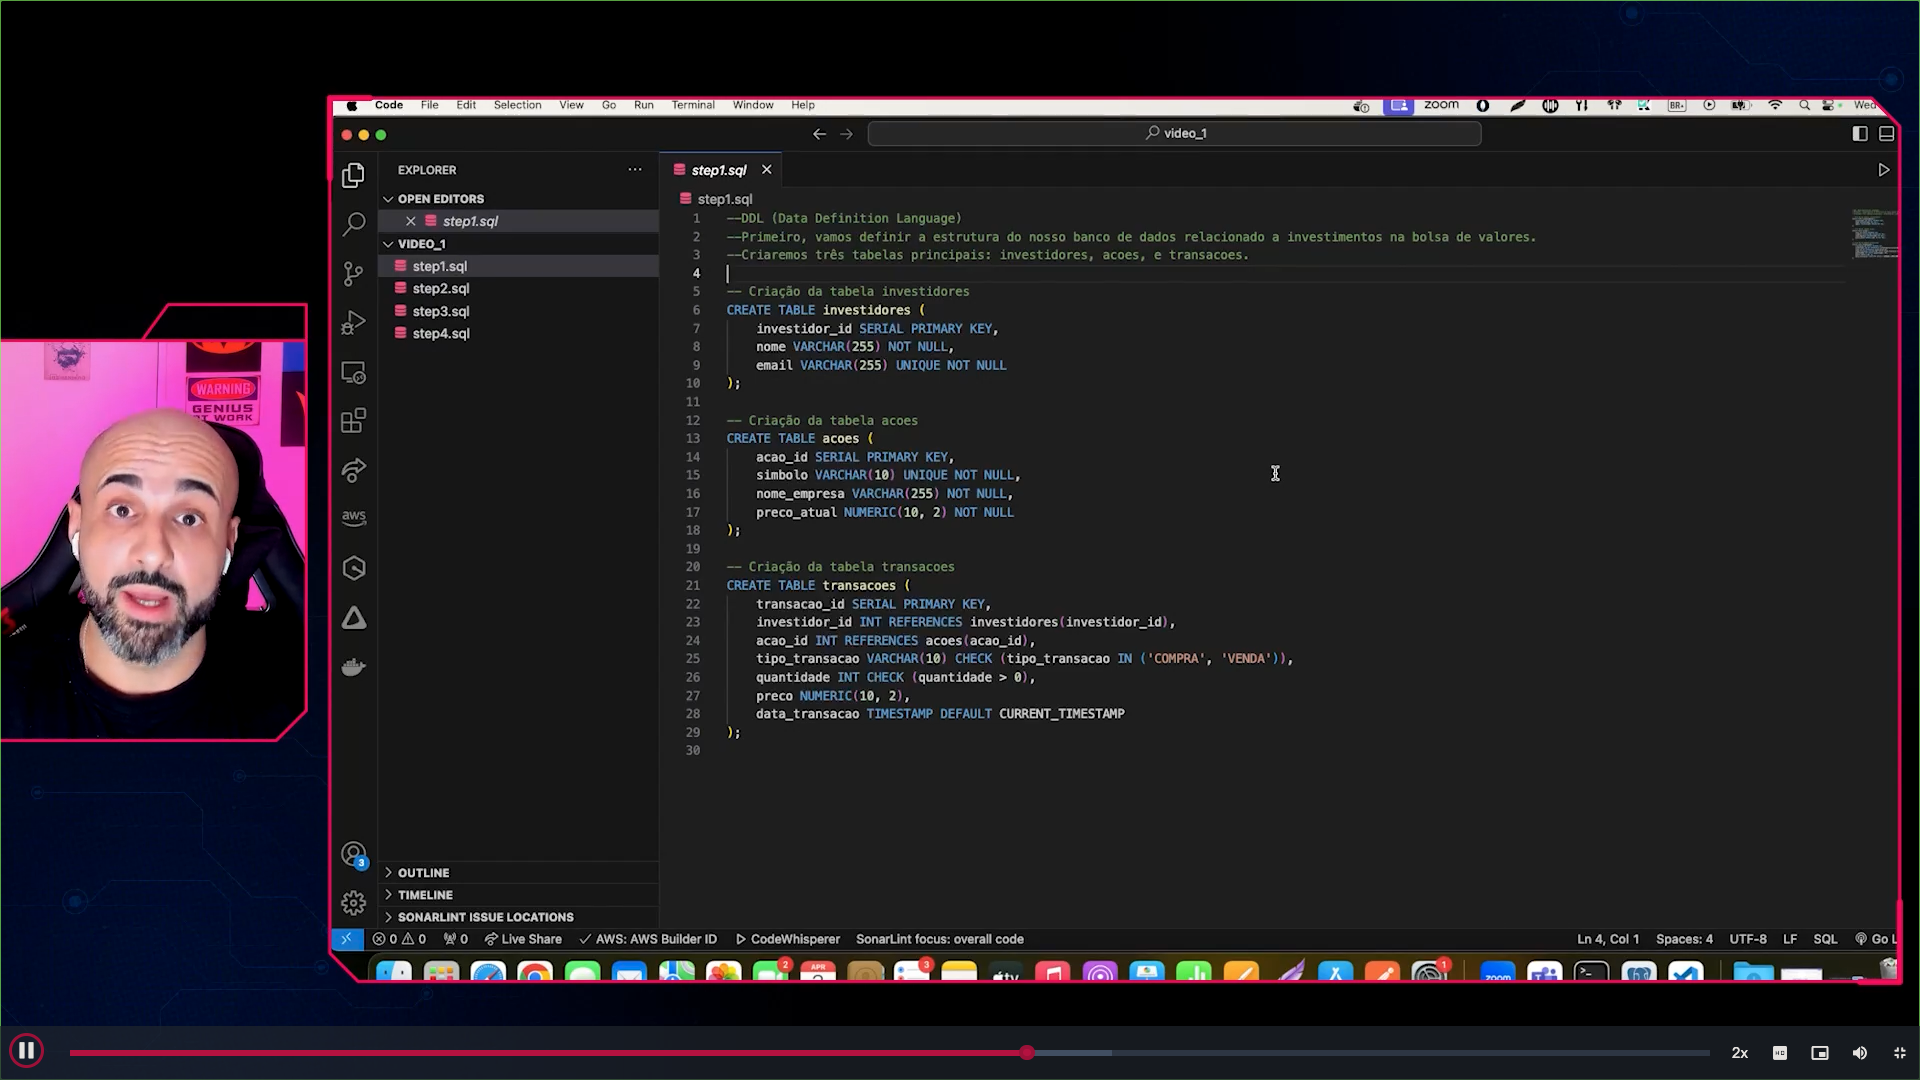 Code File Edit Selection View Go Run Terminal Window Help zoom BR Wed
video_1
EXPLORER
OPEN EDITORS
step1.sql
VIDEO_1
step1.sql
step2.sql
step3.sql
step4.sql
OUTLINE
TIMELINE
SONARLINT ISSUE LOCATIONS
aws
3
step1.sql
step1.sql
1 --DDL (Data Definition Language)
2 --Primeiro, vamos definir a estrutura do nosso banco de dados relacionado a investimentos na bolsa de valores.
3 --Criaremos três tabelas principais: investidores, acoes, e transacoes.
4
5 -- Criação da tabela investidores
6 CREATE TABLE investidores (
7 investidor_id SERIAL PRIMARY KEY,
8 nome VARCHAR(255) NOT NULL,
9 email VARCHAR(255) UNIQUE NOT NULL
10 );
11
12 -- Criação da tabela acoes
13 CREATE TABLE acoes (
14 acao_id SERIAL PRIMARY KEY,
15 simbolo VARCHAR(10) UNIQUE NOT NULL,
16 nome_empresa VARCHAR(255) NOT NULL,
17 preco_atual NUMERIC(10, 2) NOT NULL
18 );
19
20 -- Criação da tabela transacoes
21 CREATE TABLE transacoes (
22 transacao_id SERIAL PRIMARY KEY,
23 investidor_id INT REFERENCES investidores(investidor_id),
24 acao_id INT REFERENCES acoes(acao_id),
25 tipo_transacao VARCHAR(10) CHECK (tipo_transacao IN ('COMPRA', 'VENDA')),
26 quantidade INT CHECK (quantidade > 0),
27 preco NUMERIC(10, 2),
28 data_transacao TIMESTAMP DEFAULT CURRENT_TIMESTAMP
29 );
30
WARNING
GENIUS
AT WORK
0 0 0 Live Share AWS: AWS Builder ID CodeWhisperer SonarLint focus: overall code Ln 4, Col 1 Spaces: 4 UTF-8 LF SQL Go L
2 APR 3 tv 1 zoom
2x HD